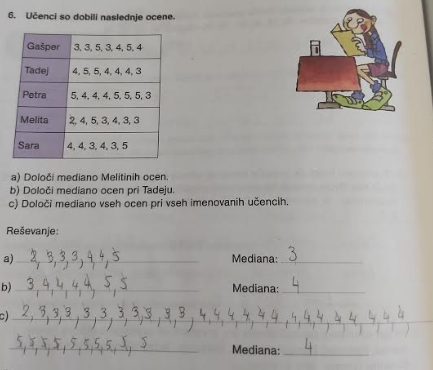 6. Učenci so dobili naslednje ocene.
Gašper 3, 3, 5, 3, 4, 5, 4
Tadej 4, 5, 5, 4, 4, 4, 3
Petra 5, 4, 4, 4, 5, 5, 5, 3
Melita 2, 4, 5, 3, 4, 3, 3
Sara 4, 4, 3, 4, 3, 5
a) Določi mediano Melitinih ocen.
b) Določi mediano ocen pri Tadeju.
c) Določi mediano vseh ocen pri vseh imenovanih učencih.
Reševanje:
a) 2, 3, 3, 3, 4, 4, 5 Mediana: 3
b) 3, 4, 4, 4, 4, 5, 5 Mediana: 4
c) 2, 3, 3, 3, 3, 3, 3, 3, 3, 3, 3, 4, 4, 4, 4, 4, 4, 4, 4, 4, 4, 4, 4, 4
5, 5, 5, 5, 5, 5, 5, 5, 5, 5 Mediana: 4